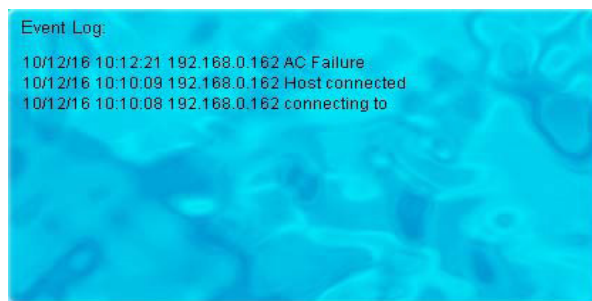 Event Log:
10/12/16 10:12:21 192.168.0.162 AC Failure
10/12/16 10:10:09 192.168.0.162 Host connected
10/12/16 10:10:08 192.168.0.162 connecting to